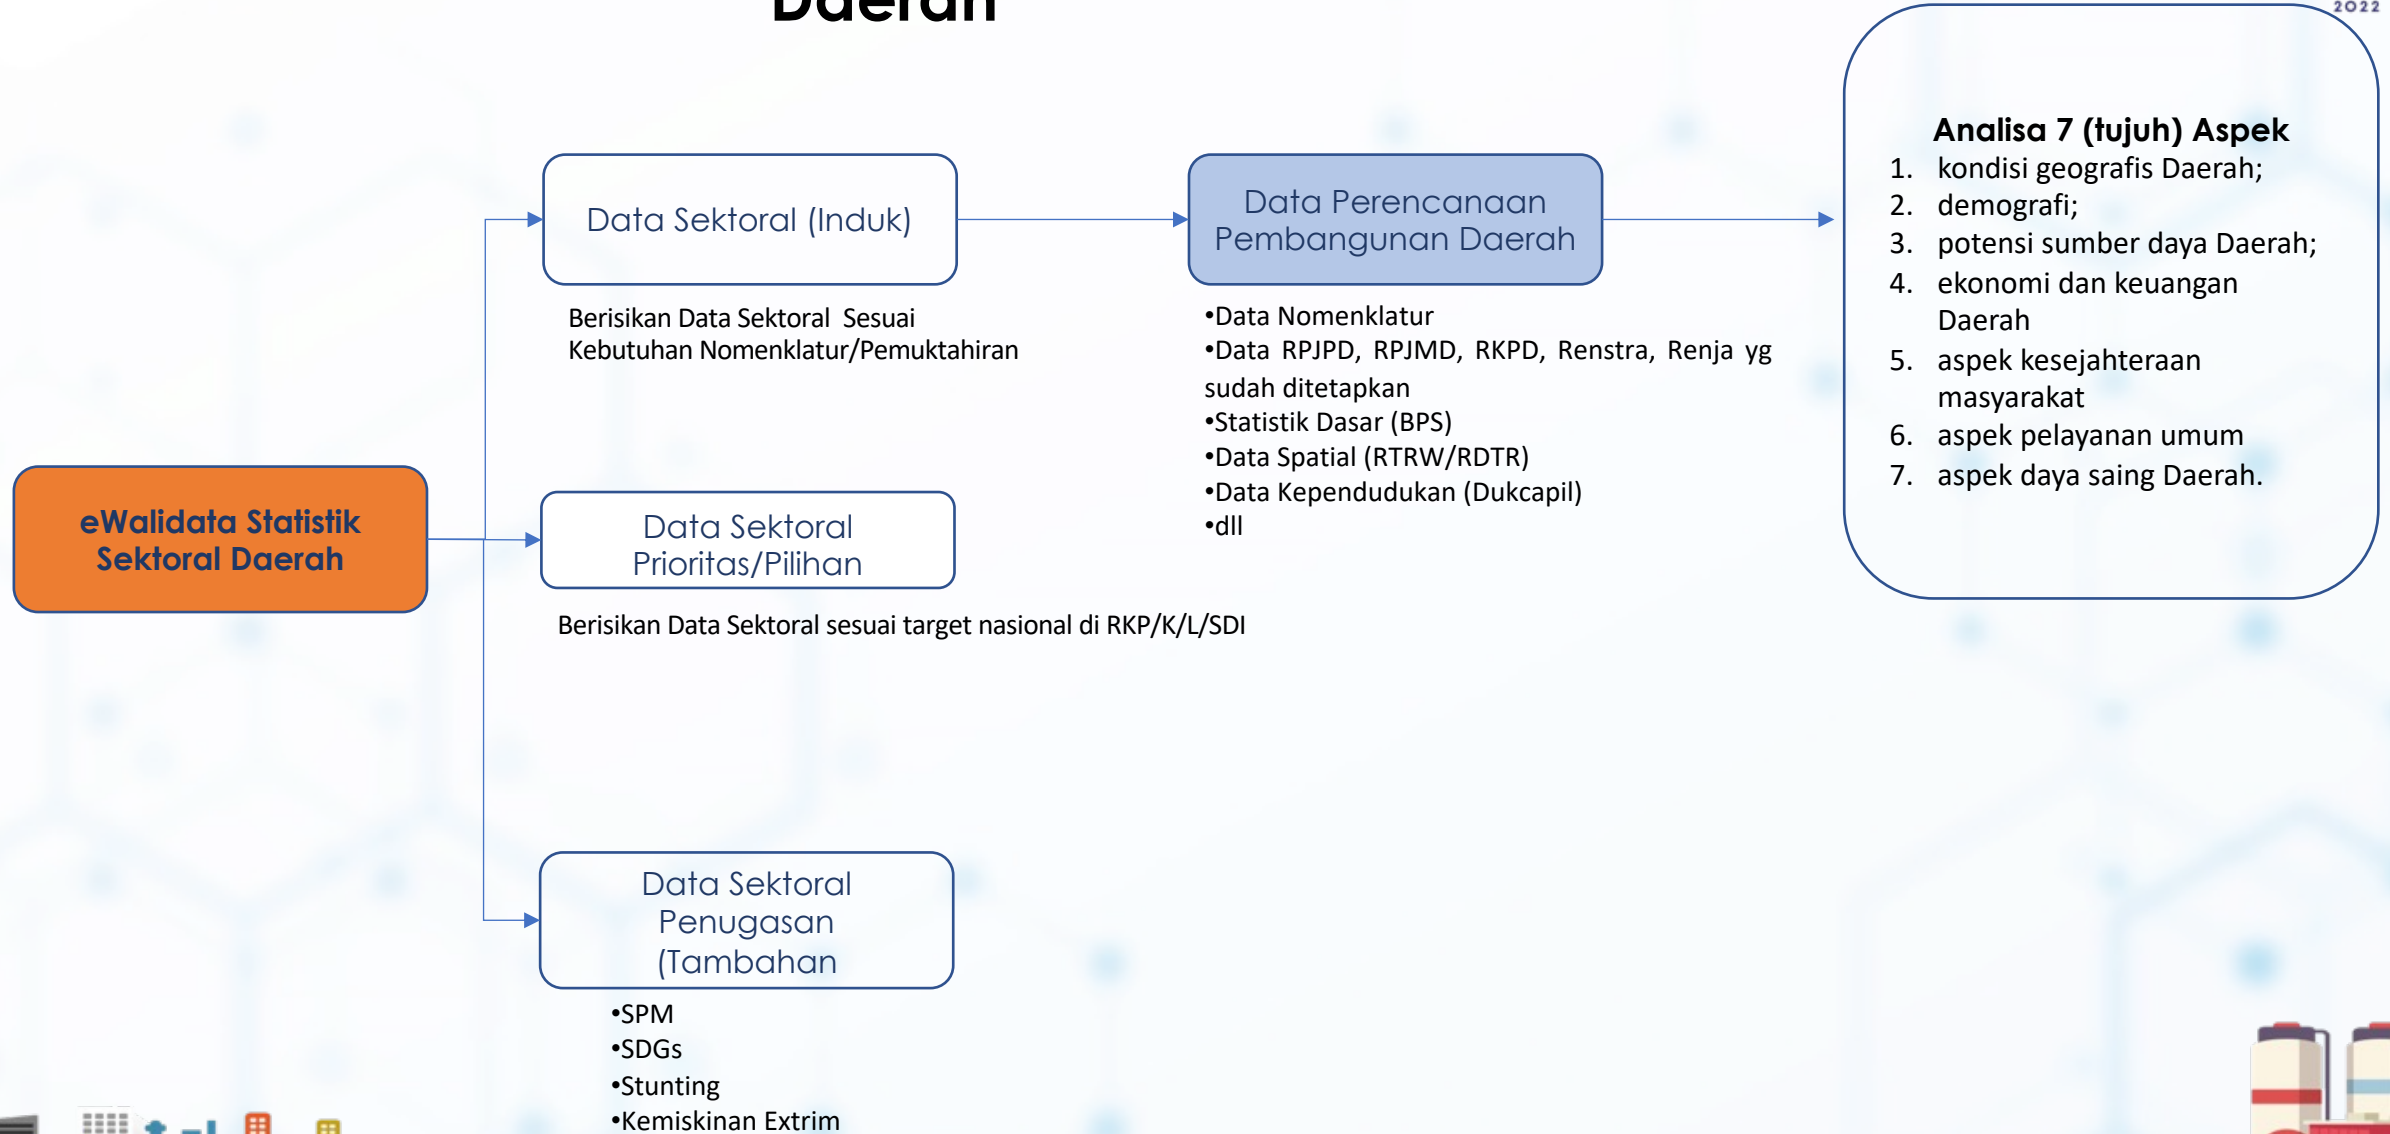 Daerah
2022
eWalidata Statistik
Sektoral Daerah
Data Sektoral (Induk)
Berisikan Data Sektoral  Sesuai
Kebutuhan Nomenklatur/Pemuktahiran
Data Sektoral
Prioritas/Pilihan
Berisikan Data Sektoral sesuai target nasional di RKP/K/L/SDI
Data Sektoral
Penugasan
(Tambahan
•SPM
•SDGs
•Stunting
•Kemiskinan Extrim
Data Perencanaan
Pembangunan Daerah
•Data Nomenklatur
•Data RPJPD, RPJMD, RKPD, Renstra, Renja yg
sudah ditetapkan
•Statistik Dasar (BPS)
•Data Spatial (RTRW/RDTR)
•Data Kependudukan (Dukcapil)
•dll
Analisa 7 (tujuh) Aspek
1. kondisi geografis Daerah;
2. demografi;
3. potensi sumber daya Daerah;
4. ekonomi dan keuangan
Daerah
5. aspek kesejahteraan
masyarakat
6. aspek pelayanan umum
7. aspek daya saing Daerah.